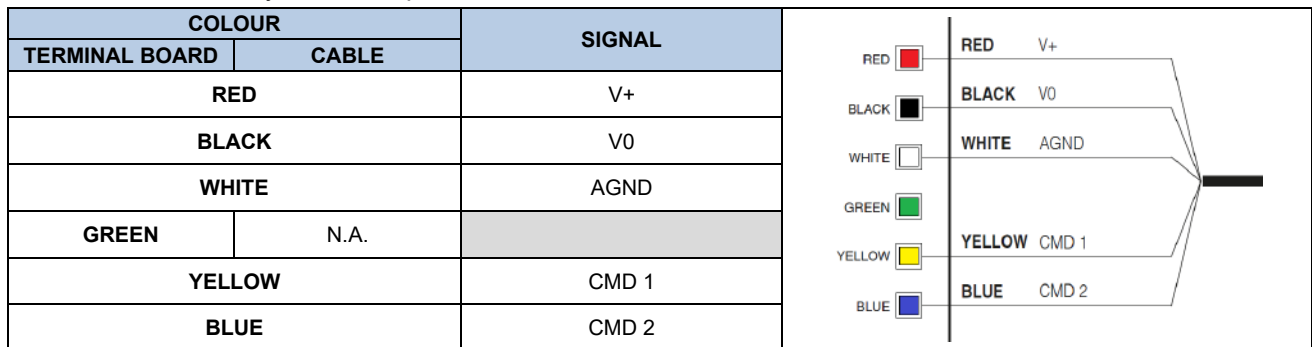 COLOUR
SIGNAL
TERMINAL BOARD CABLE
RED V+
BLACK V0
WHITE AGND
GREEN N.A.
YELLOW CMD 1
BLUE CMD 2
RED RED V+
BLACK BLACK V0
WHITE WHITE AGND
GREEN
YELLOW YELLOW CMD 1
BLUE BLUE CMD 2